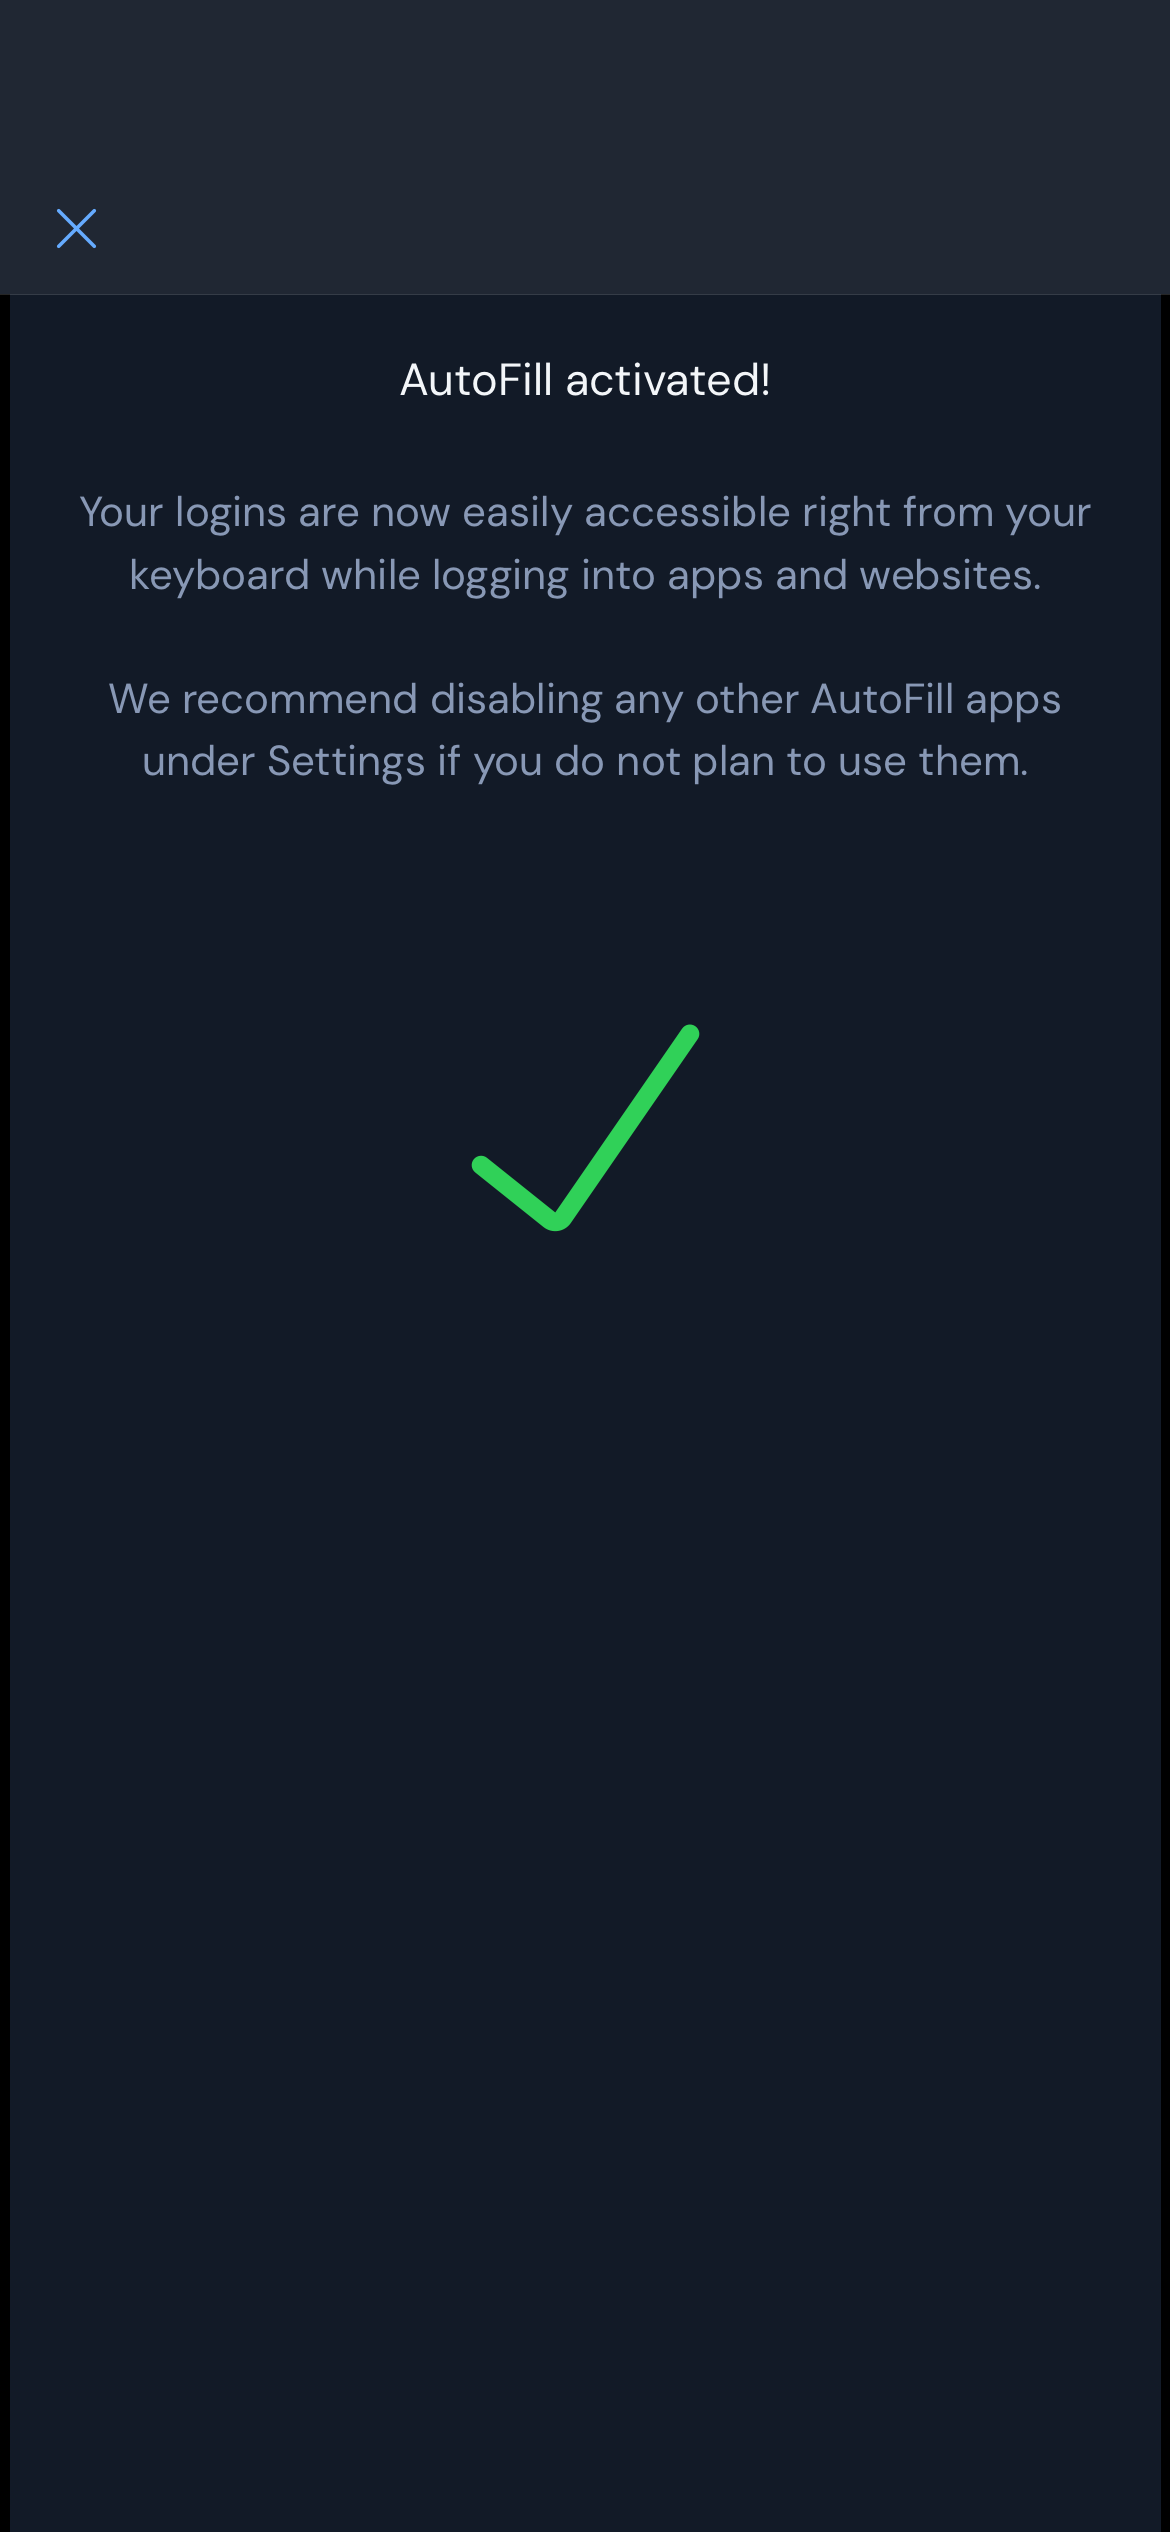 AutoFill activated!
Your logins are now easily accessible right from your
keyboard while logging into apps and websites.
We recommend disabling any other AutoFill apps
under Settings if you do not plan to use them.